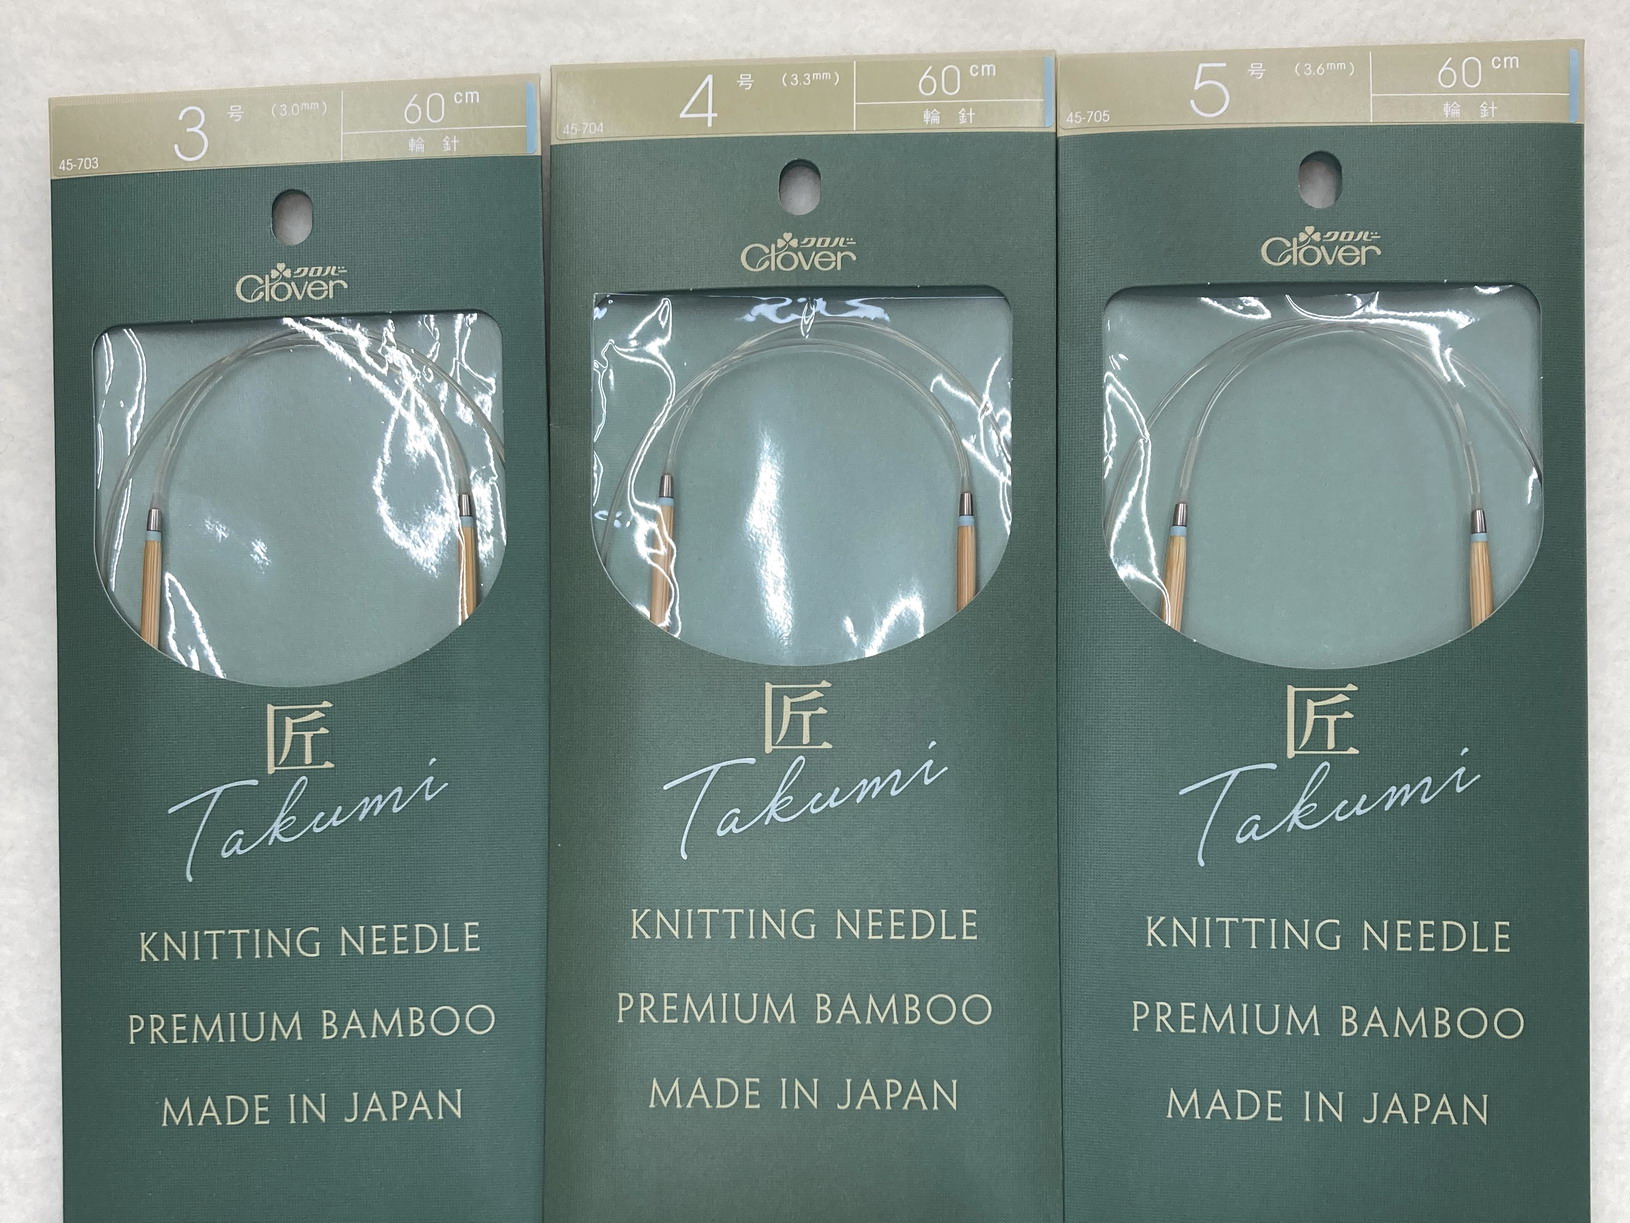 3 号 (3.0mm) 60 cm
輪 針
45-703
クロバー
Clover
匠
Takumi
KNITTING NEEDLE
PREMIUM BAMBOO
MADE IN JAPAN
4 号 (3.3mm) 60 cm
輪 針
45-704
クロバー
Clover
匠
Takumi
KNITTING NEEDLE
PREMIUM BAMBOO
MADE IN JAPAN
5 号 (3.6mm) 60 cm
輪 針
45-705
クロバー
Clover
匠
Takumi
KNITTING NEEDLE
PREMIUM BAMBOO
MADE IN JAPAN